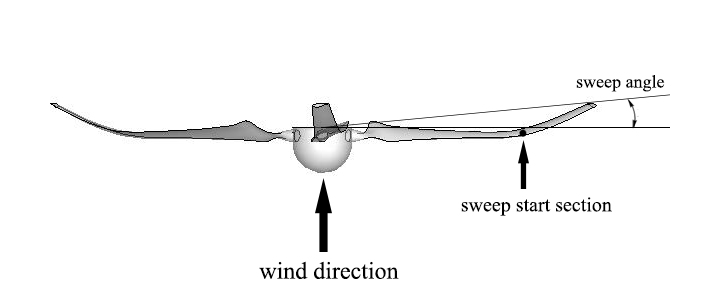 sweep angle
sweep start section
wind direction